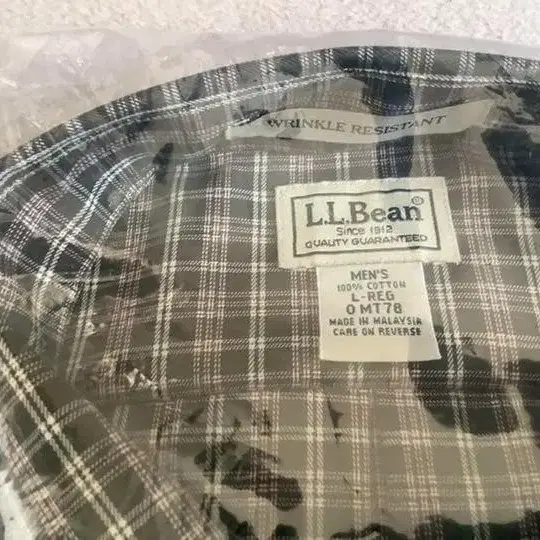 WRINKLE RESISTANT
L.L.Bean®
Since 1912
QUALITY GUARANTEED
MEN'S
100% COTTON
L-REG
0 MT78
MADE IN MALAYSIA
CARE ON REVERSE